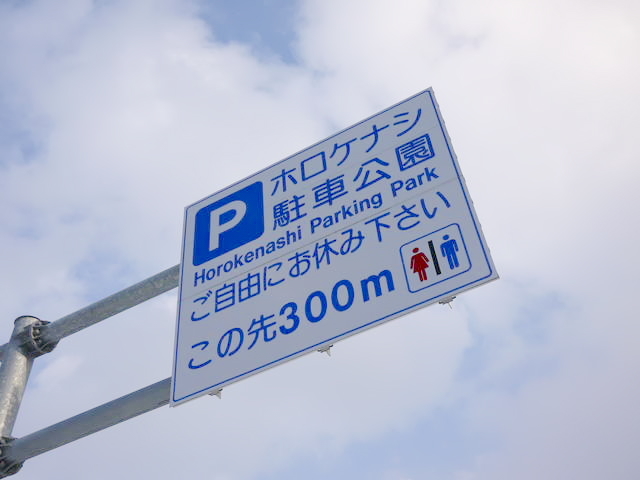 P
ホロケナシ
駐車公園
Horokenashi Parking Park
ご自由にお休み下さい
この先300m